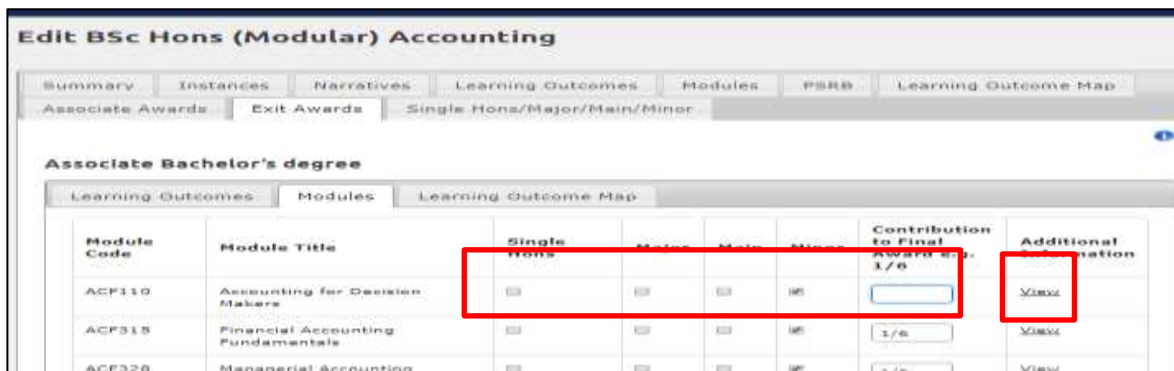 Edit BSc Hons (Modular) Accounting
Summary Instances Narratives Learning Outcomes Modules PSRB Learning Outcome Map
Associate Awards Exit Awards Single Hons/Major/Main/Minor
Associate Bachelor's degree
Learning Outcomes Modules Learning Outcome Map
Module Code Module Title Single Hons Major Main Minor Contribution to Final Award e.g. 1/6 Additional Information
ACF110 Accounting for Decision Makers View
ACF315 Financial Accounting Fundamentals 1/6 View
ACF328 Managerial Accounting 1/6 View